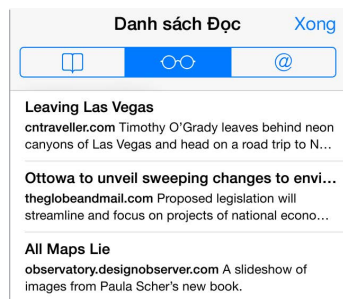 Danh sách Đọc
Xong
@
Leaving Las Vegas
cntraveller.com Timothy O'Grady leaves behind neon
canyons of Las Vegas and head on a road trip to N…
Ottowa to unveil sweeping changes to envi…
theglobeandmail.com Proposed legislation will
streamline and focus on projects of national econo…
All Maps Lie
observatory.designobserver.com A slideshow of
images from Paula Scher's new book.